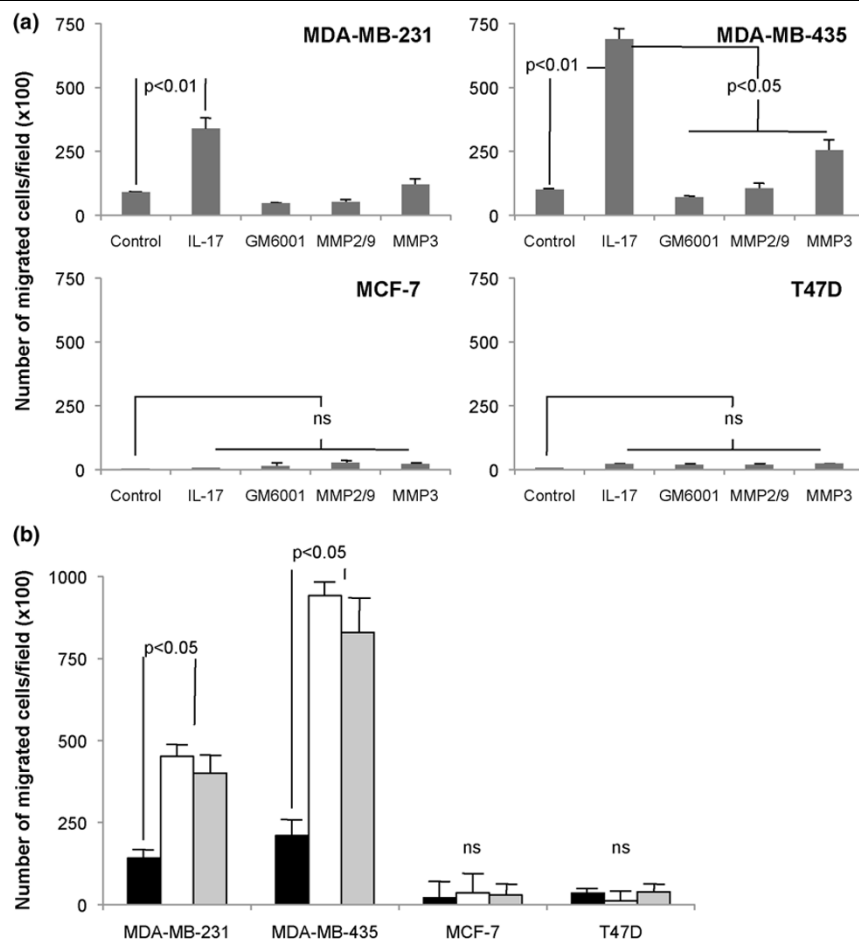 (a)
Number of migrated cells/field (x100)
MDA-MB-231
750
500
250
0
p<0.01
Control IL-17 GM6001 MMP2/9 MMP3
MDA-MB-435
750
500
250
0
p<0.01
p<0.05
Control IL-17 GM6001 MMP2/9 MMP3
MCF-7
750
500
250
0
ns
Control IL-17 GM6001 MMP2/9 MMP3
T47D
750
500
250
0
ns
Control IL-17 GM6001 MMP2/9 MMP3
(b)
Number of migrated cells/field (x100)
1000
750
500
250
0
p<0.05
p<0.05
ns
ns
MDA-MB-231 MDA-MB-435 MCF-7 T47D